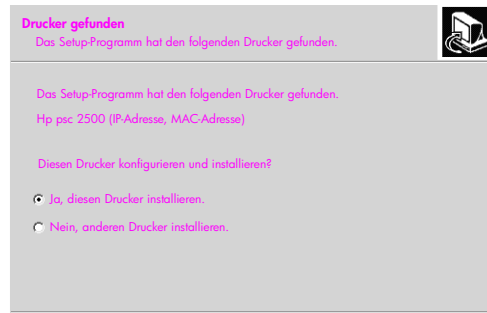 Drucker gefunden
Das Setup-Programm hat den folgenden Drucker gefunden.
Das Setup-Programm hat den folgenden Drucker gefunden.
Hp psc 2500 (IP-Adresse, MAC-Adresse)
Diesen Drucker konfigurieren und installieren?
Ja, diesen Drucker installieren.
Nein, anderen Drucker installieren.